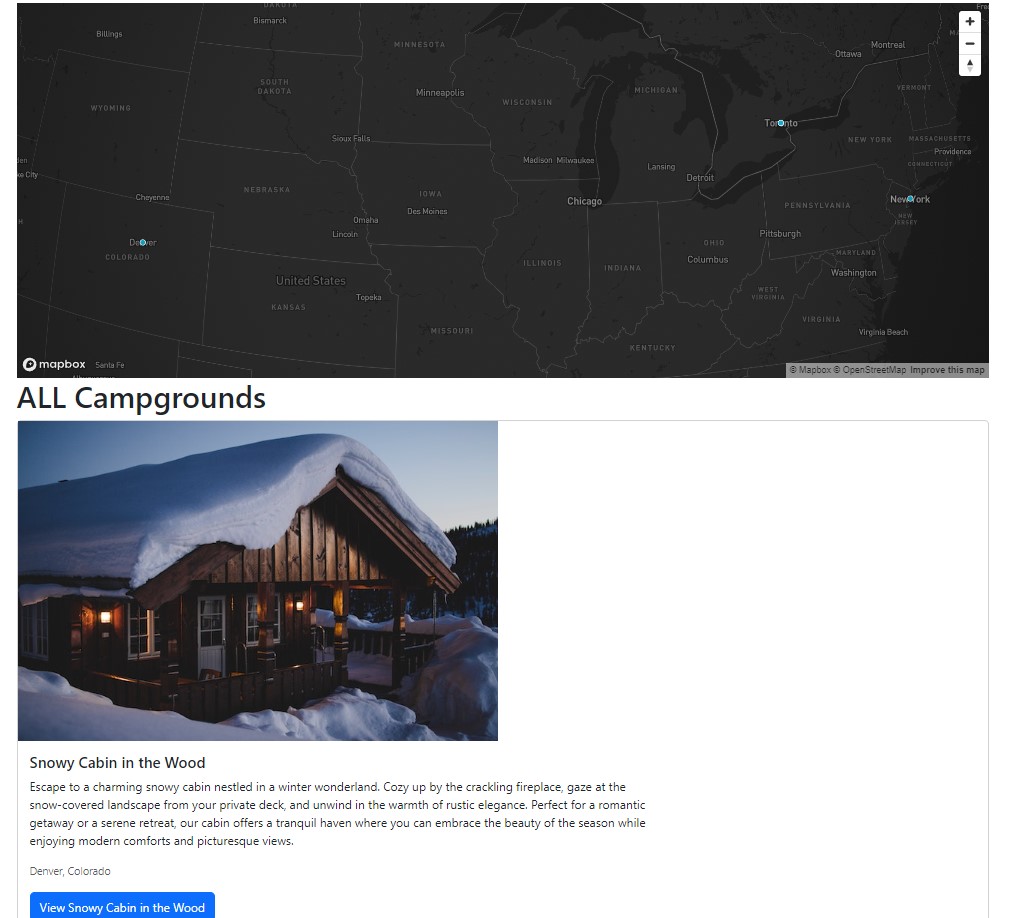 DAKOTA
Bismarck
Billings
MINNESOTA
Ottawa
Montreal
SOUTH
DAKOTA
Minneapolis
MICHIGAN
VERMONT
WYOMING
WISCONSIN
Toronto
Sioux Falls
NEW YORK
MASSACHUSETTS
Madison
Milwaukee
Lansing
Providence
CONNECTICUT
Detroit
ke City
Cheyenne
NEBRASKA
IOWA
Chicago
New York
Des Moines
PENNSYLVANIA
Omaha
NEW
JERSEY
Lincoln
Pittsburgh
Denver
OHIO
COLORADO
Columbus
MARYLAND
ILLINOIS
INDIANA
Washington
United States
Topeka
WEST
VIRGINIA
KANSAS
VIRGINIA
MISSOURI
Virginia Beach
KENTUCKY
mapbox
Santa Fe
© Mapbox © OpenStreetMap Improve this map
ALL Campgrounds
Snowy Cabin in the Wood
Escape to a charming snowy cabin nestled in a winter wonderland. Cozy up by the crackling fireplace, gaze at the
snow-covered landscape from your private deck, and unwind in the warmth of rustic elegance. Perfect for a romantic
getaway or a serene retreat, our cabin offers a tranquil haven where you can embrace the beauty of the season while
enjoying modern comforts and picturesque views.
Denver, Colorado
View Snowy Cabin in the Wood